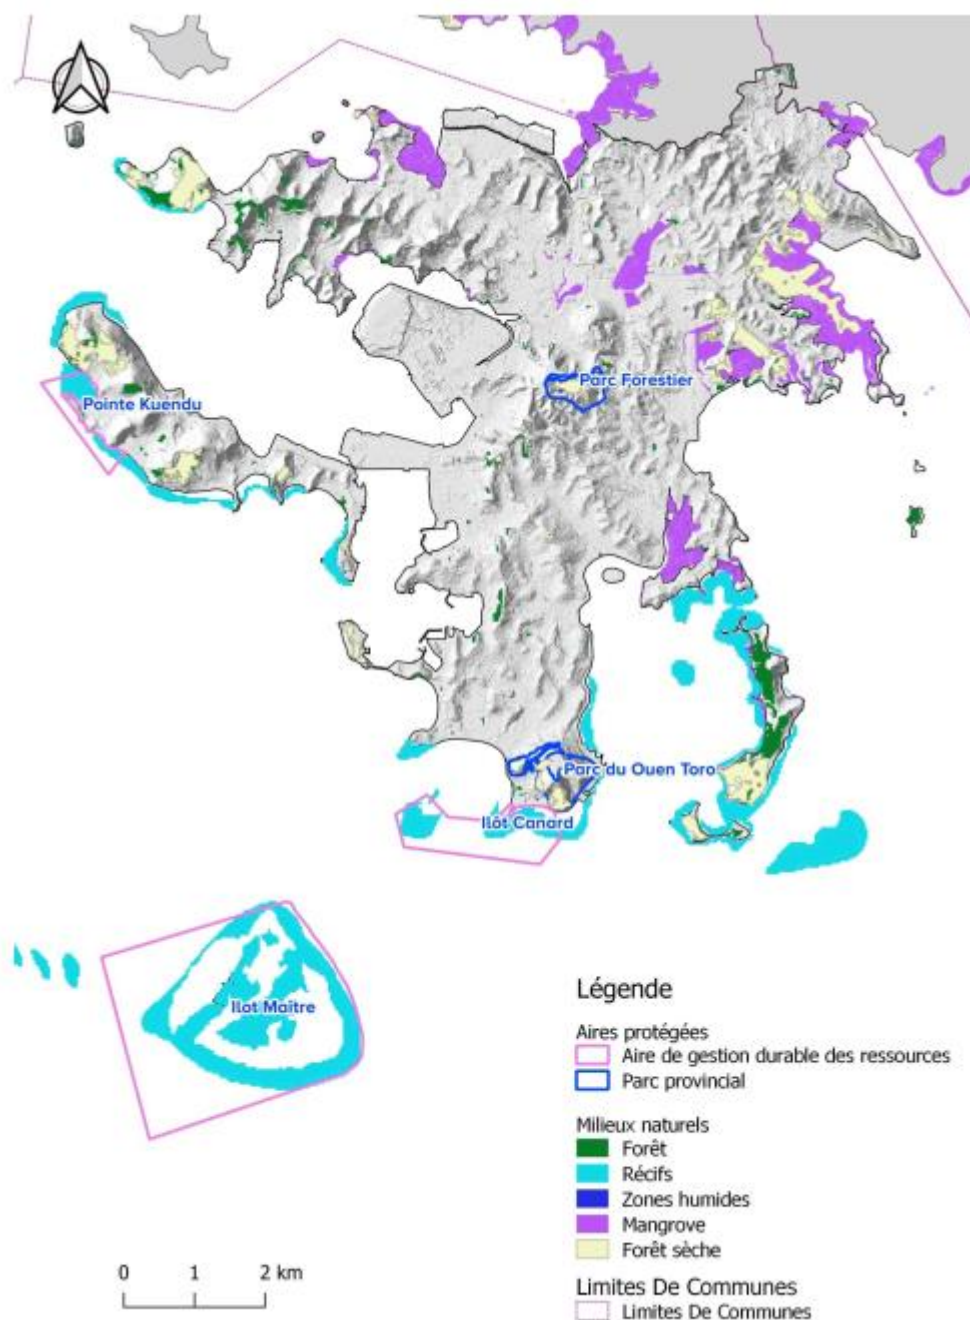 Parc Forestier
Pointe Kuendu
Parc du Ouen Toro
Ilôt Canard
Ilot Maître
Légende
Aires protégées
Aire de gestion durable des ressources
Parc provincial
Milieux naturels
Forêt
Récifs
Zones humides
Mangrove
Forêt sèche
0 1 2 km
Limites De Communes
Limites De Communes